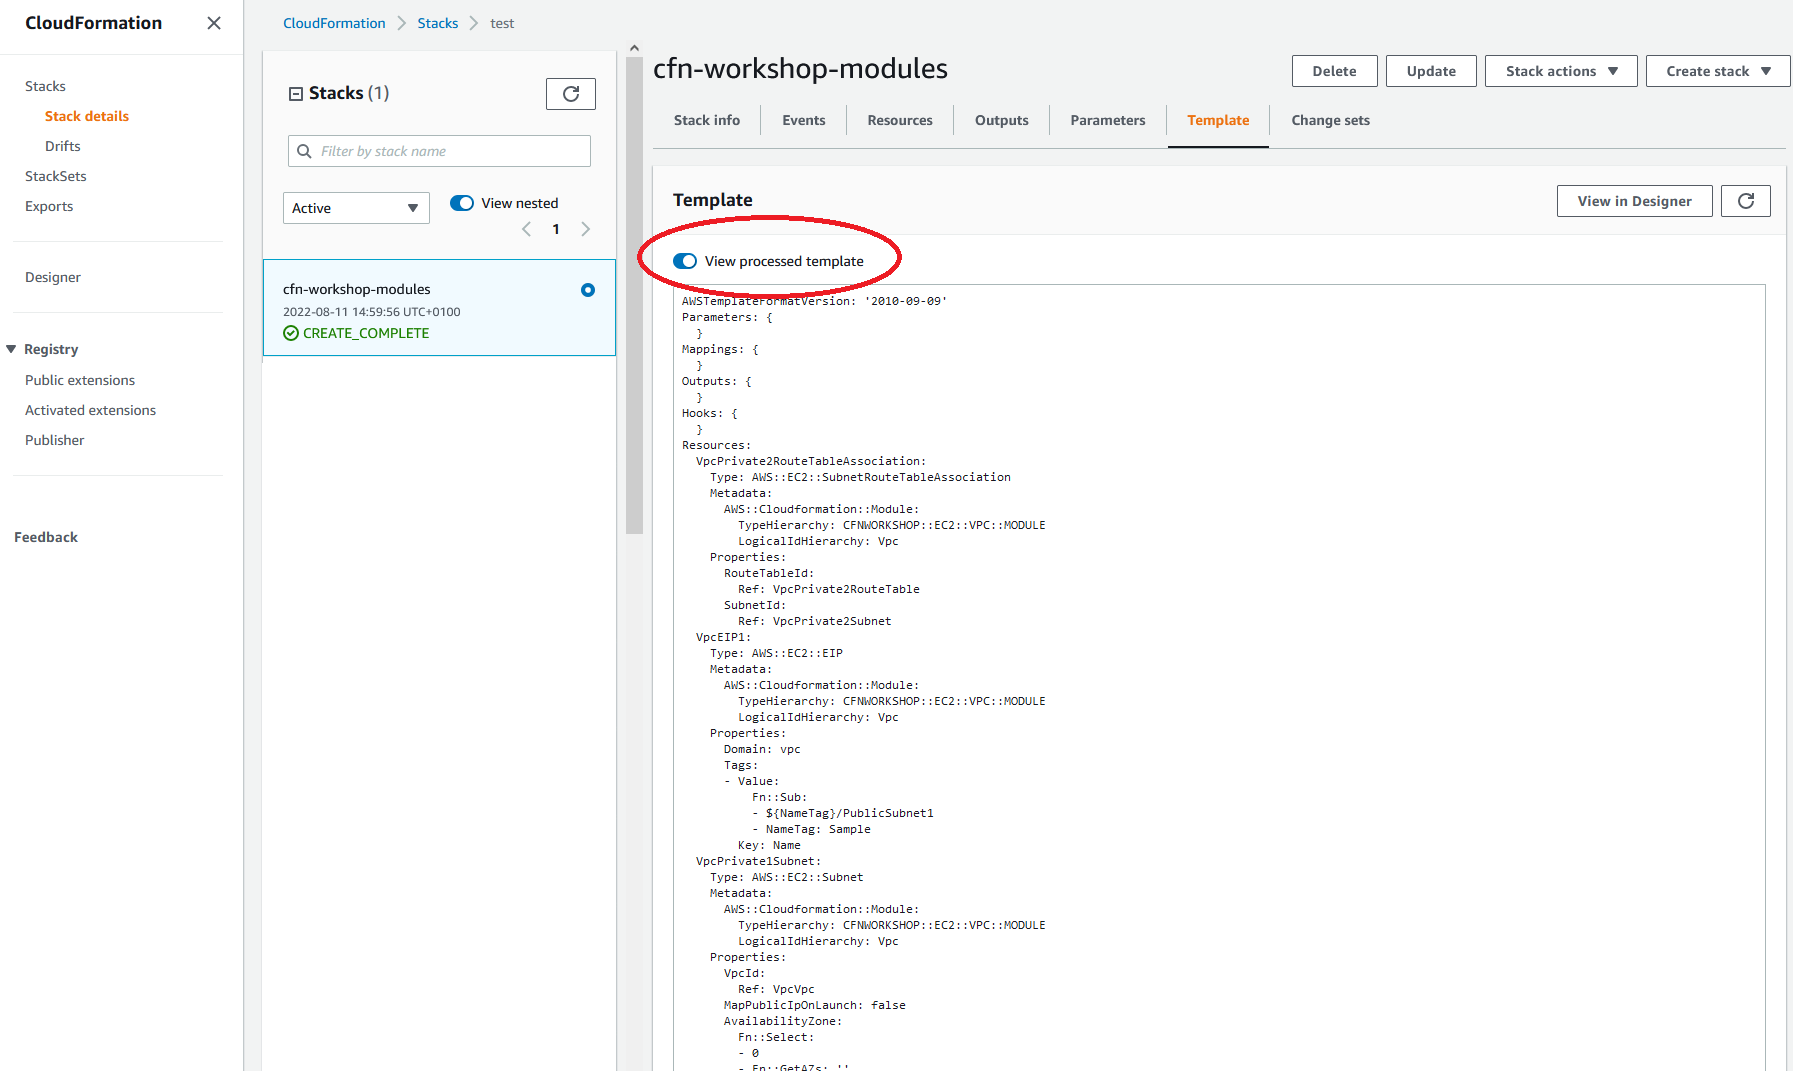 CloudFormation
Stacks
Stack details
Drifts
StackSets
Exports
Designer
Registry
Public extensions
Activated extensions
Publisher
Feedback
CloudFormation Stacks test
Stacks (1)
Filter by stack name
Active
View nested
1
cfn-workshop-modules
2022-08-11 14:59:56 UTC+0100
CREATE_COMPLETE
cfn-workshop-modules
Delete Update Stack actions Create stack
Stack info Events Resources Outputs Parameters Template Change sets
Template
View in Designer
View processed template
AWSTemplateFormatVersion: '2010-09-09'
Parameters: {
}
Mappings: {
}
Outputs: {
}
Hooks: {
}
Resources:
VpcPrivate2RouteTableAssociation:
Type: AWS::EC2::SubnetRouteTableAssociation
Metadata:
AWS::Cloudformation::Module:
TypeHierarchy: CFNWORKSHOP::EC2::VPC::MODULE
LogicalIdHierarchy: Vpc
Properties:
RouteTableId:
Ref: VpcPrivate2RouteTable
SubnetId:
Ref: VpcPrivate2Subnet
VpcEIP1:
Type: AWS::EC2::EIP
Metadata:
AWS::Cloudformation::Module:
TypeHierarchy: CFNWORKSHOP::EC2::VPC::MODULE
LogicalIdHierarchy: Vpc
Properties:
Domain: vpc
Tags:
- Value:
Fn::Sub:
- ${NameTag}/PublicSubnet1
- NameTag: Sample
Key: Name
VpcPrivate1Subnet:
Type: AWS::EC2::Subnet
Metadata:
AWS::Cloudformation::Module:
TypeHierarchy: CFNWORKSHOP::EC2::VPC::MODULE
LogicalIdHierarchy: Vpc
Properties:
VpcId:
Ref: VpcVpc
MapPublicIpOnLaunch: false
AvailabilityZone:
Fn::Select:
- 0
- Fn::GetAZs: ''